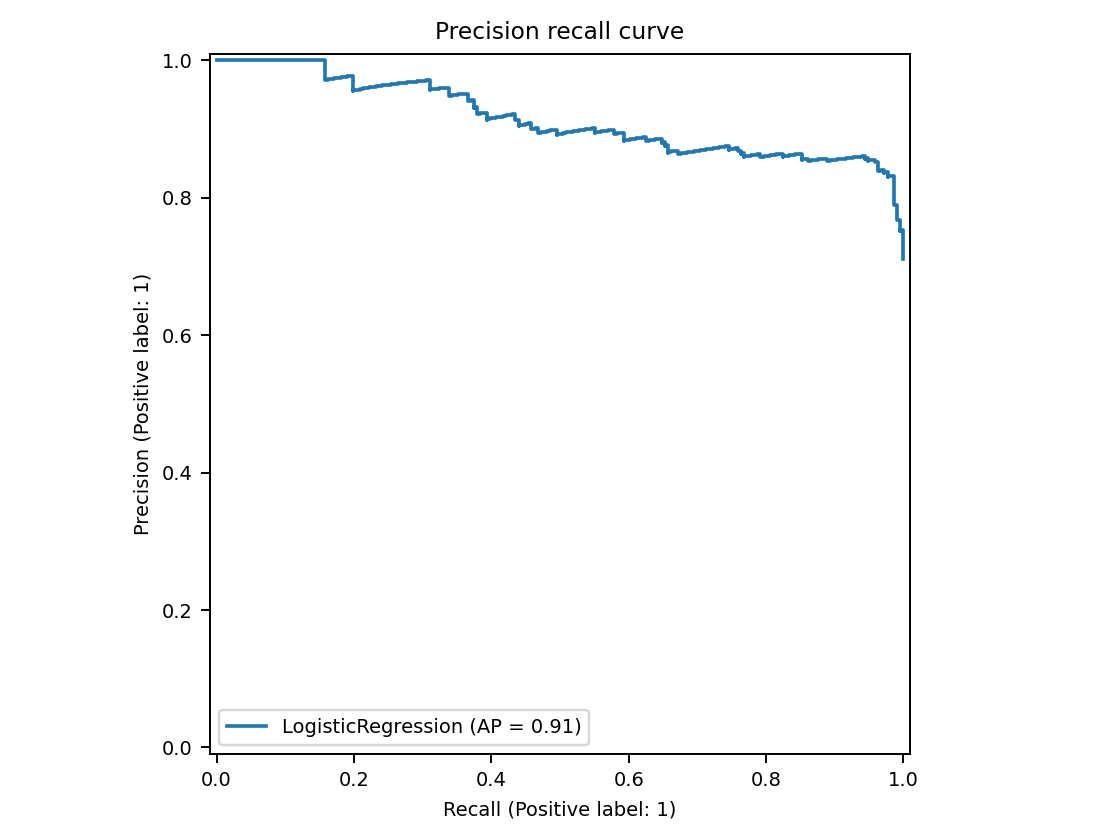 Precision recall curve
1.0
0.8
0.6
0.4
0.2
0.0
Precision (Positive label: 1)
LogisticRegression (AP = 0.91)
0.0 0.2 0.4 0.6 0.8 1.0
Recall (Positive label: 1)